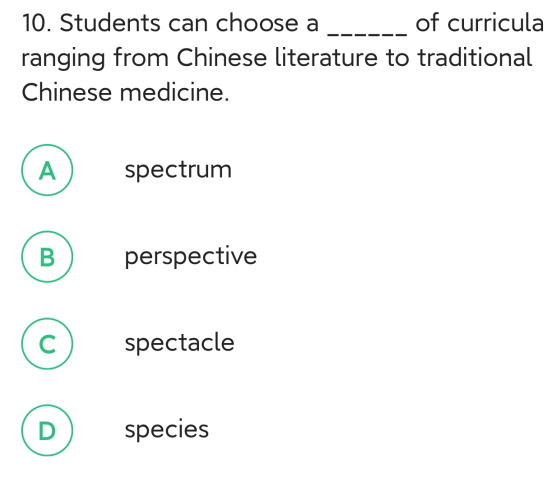 10. Students can choose a ______ of curricula
ranging from Chinese literature to traditional
Chinese medicine.
A spectrum
B perspective
C spectacle
D species